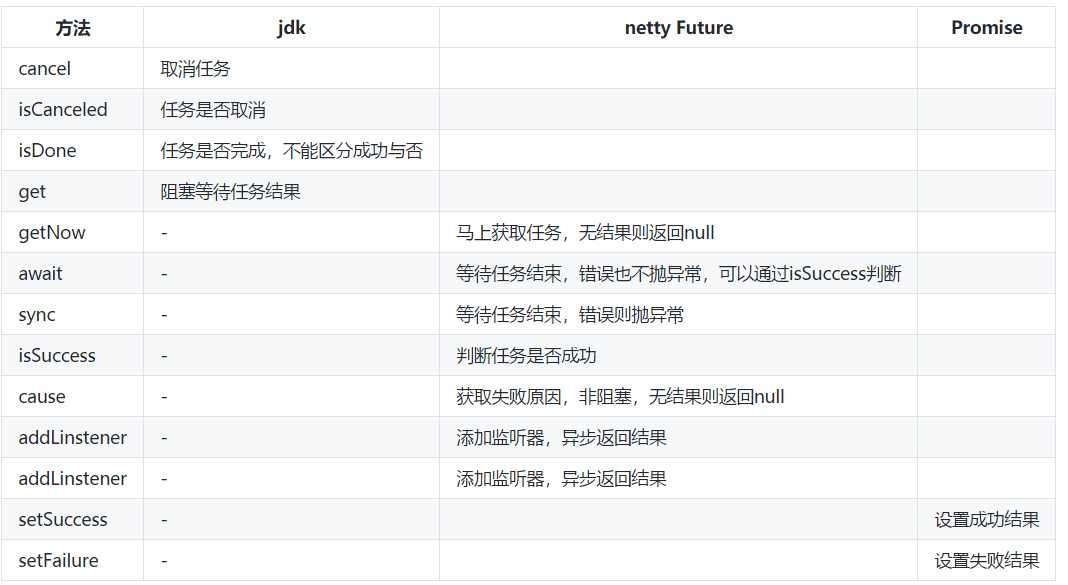 方法 jdk netty Future Promise
cancel 取消任务
isCanceled 任务是否取消
isDone 任务是否完成，不能区分成功与否
get 阻塞等待任务结果
getNow - 马上获取任务，无结果则返回null
await - 等待任务结束，错误也不抛异常，可以通过isSuccess判断
sync - 等待任务结束，错误则抛异常
isSuccess - 判断任务是否成功
cause - 获取失败原因，非阻塞，无结果则返回null
addLinstener - 添加监听器，异步返回结果
addLinstener - 添加监听器，异步返回结果
setSuccess - 设置成功结果
setFailure - 设置失败结果